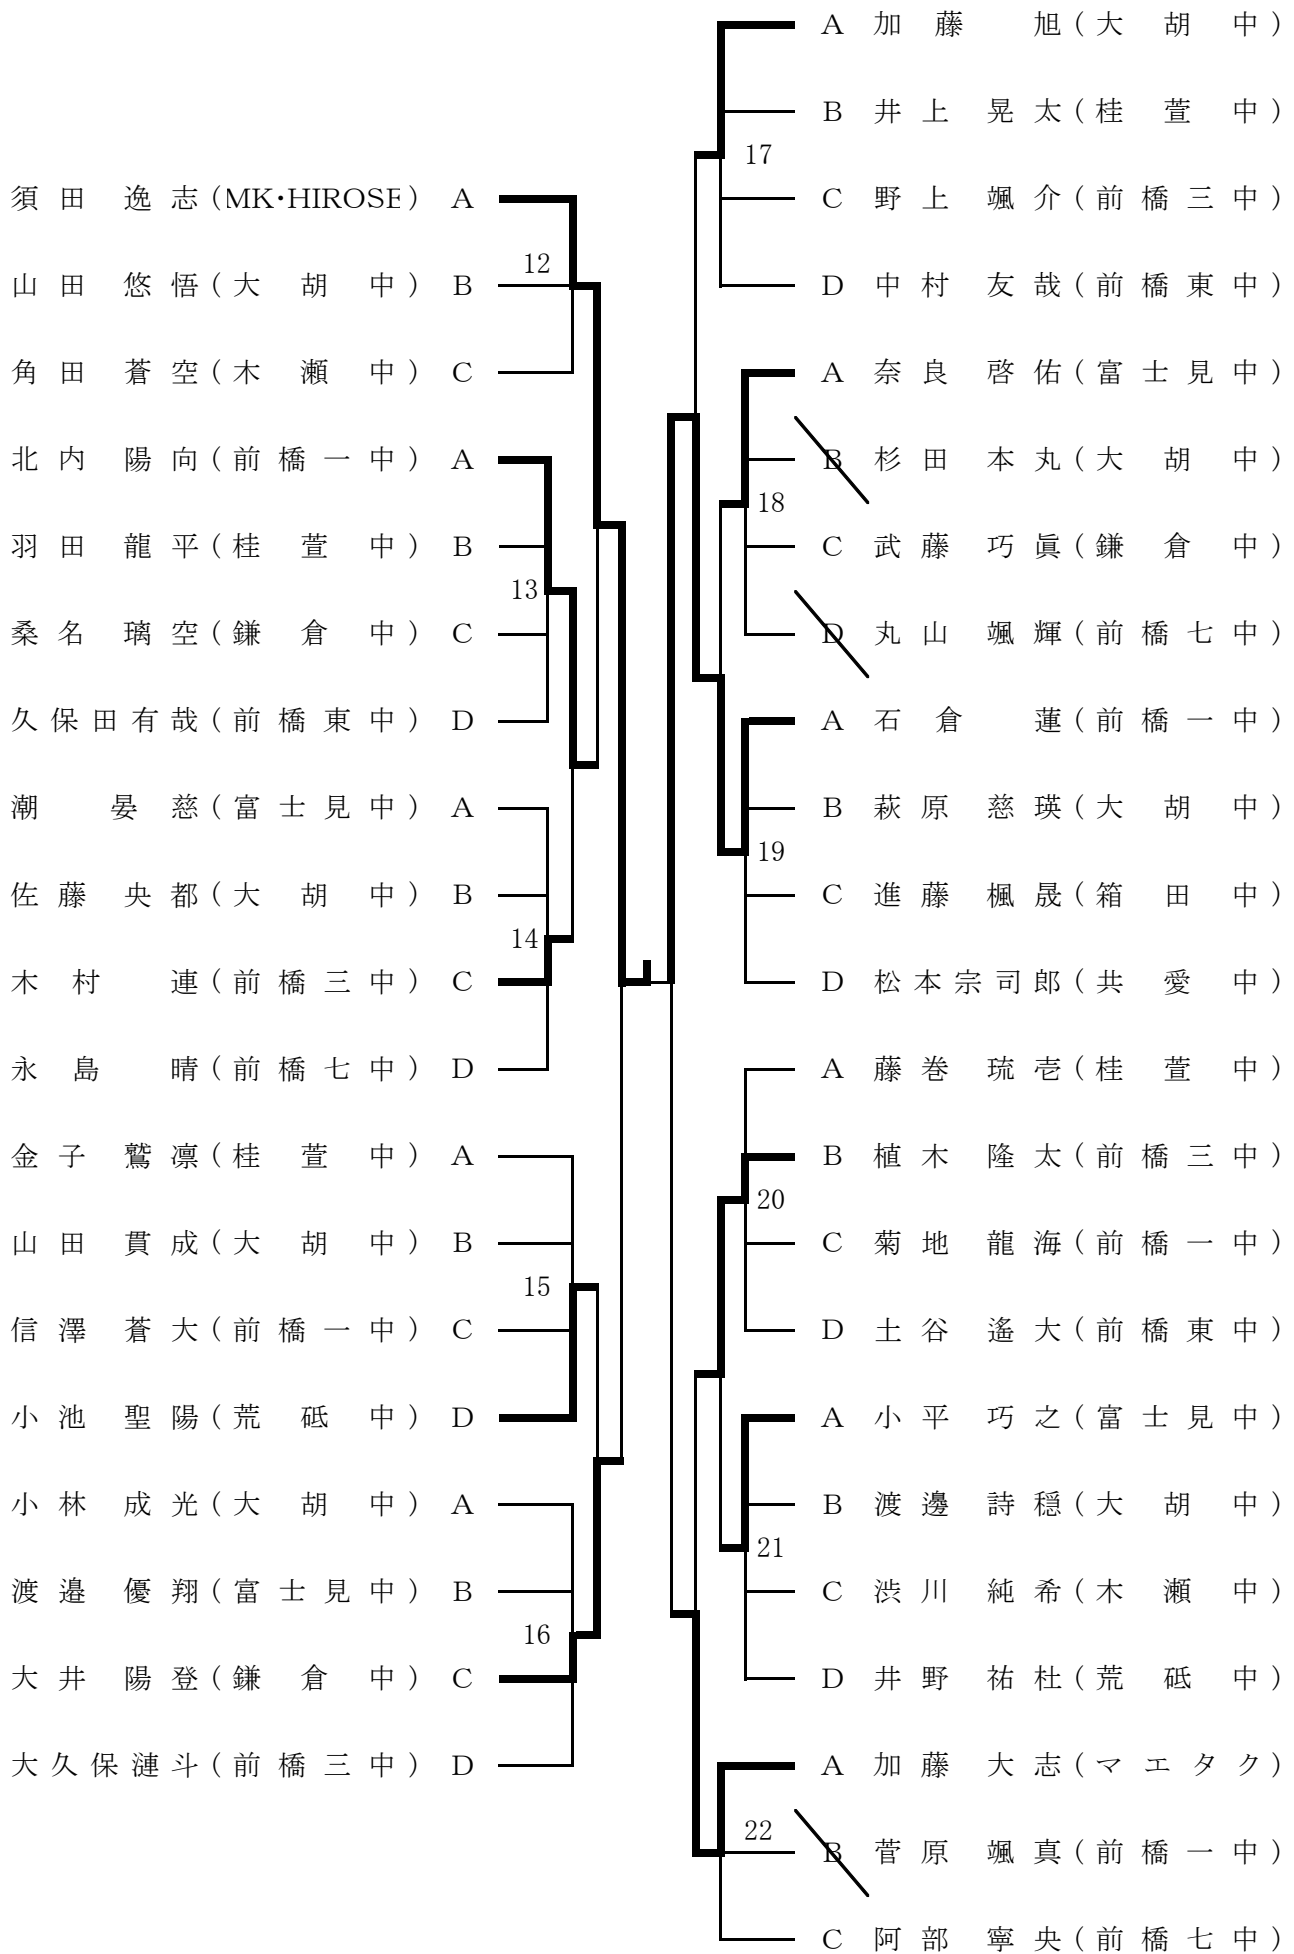 須田 逸志(MK・HIROSE) A
山田 悠悟(大胡中) B
12
角田 蒼空(木瀬中) C
北内 陽向(前橋一中) A
羽田 龍平(桂萱中) B
13
桑名 璃空(鎌倉中) C
久保田有哉(前橋東中) D
潮 晏慈(富士見中) A
佐藤 央都(大胡中) B
14
木村 連(前橋三中) C
永島 晴(前橋七中) D
金子 鷲凛(桂萱中) A
山田 貫成(大胡中) B
15
信澤 蒼大(前橋一中) C
小池 聖陽(荒砥中) D
小林 成光(大胡中) A
渡邉 優翔(富士見中) B
16
大井 陽登(鎌倉中) C
大久保漣斗(前橋三中) D
A 加藤 旭(大胡中)
B 井上 晃太(桂萱中)
17
C 野上 颯介(前橋三中)
D 中村 友哉(前橋東中)
A 奈良 啓佑(富士見中)
B 杉田 本丸(大胡中)
18
C 武藤 巧眞(鎌倉中)
D 丸山 颯輝(前橋七中)
A 石倉 蓮(前橋一中)
B 萩原 慈瑛(大胡中)
19
C 進藤 楓晟(箱田中)
D 松本宗司郎(共愛中)
A 藤巻 琉壱(桂萱中)
B 植木 隆太(前橋三中)
20
C 菊地 龍海(前橋一中)
D 土谷 遙大(前橋東中)
A 小平 巧之(富士見中)
B 渡邊 詩穏(大胡中)
21
C 渋川 純希(木瀬中)
D 井野 祐杜(荒砥中)
A 加藤 大志(マエタク)
22
B 菅原 颯真(前橋一中)
C 阿部 寧央(前橋七中)